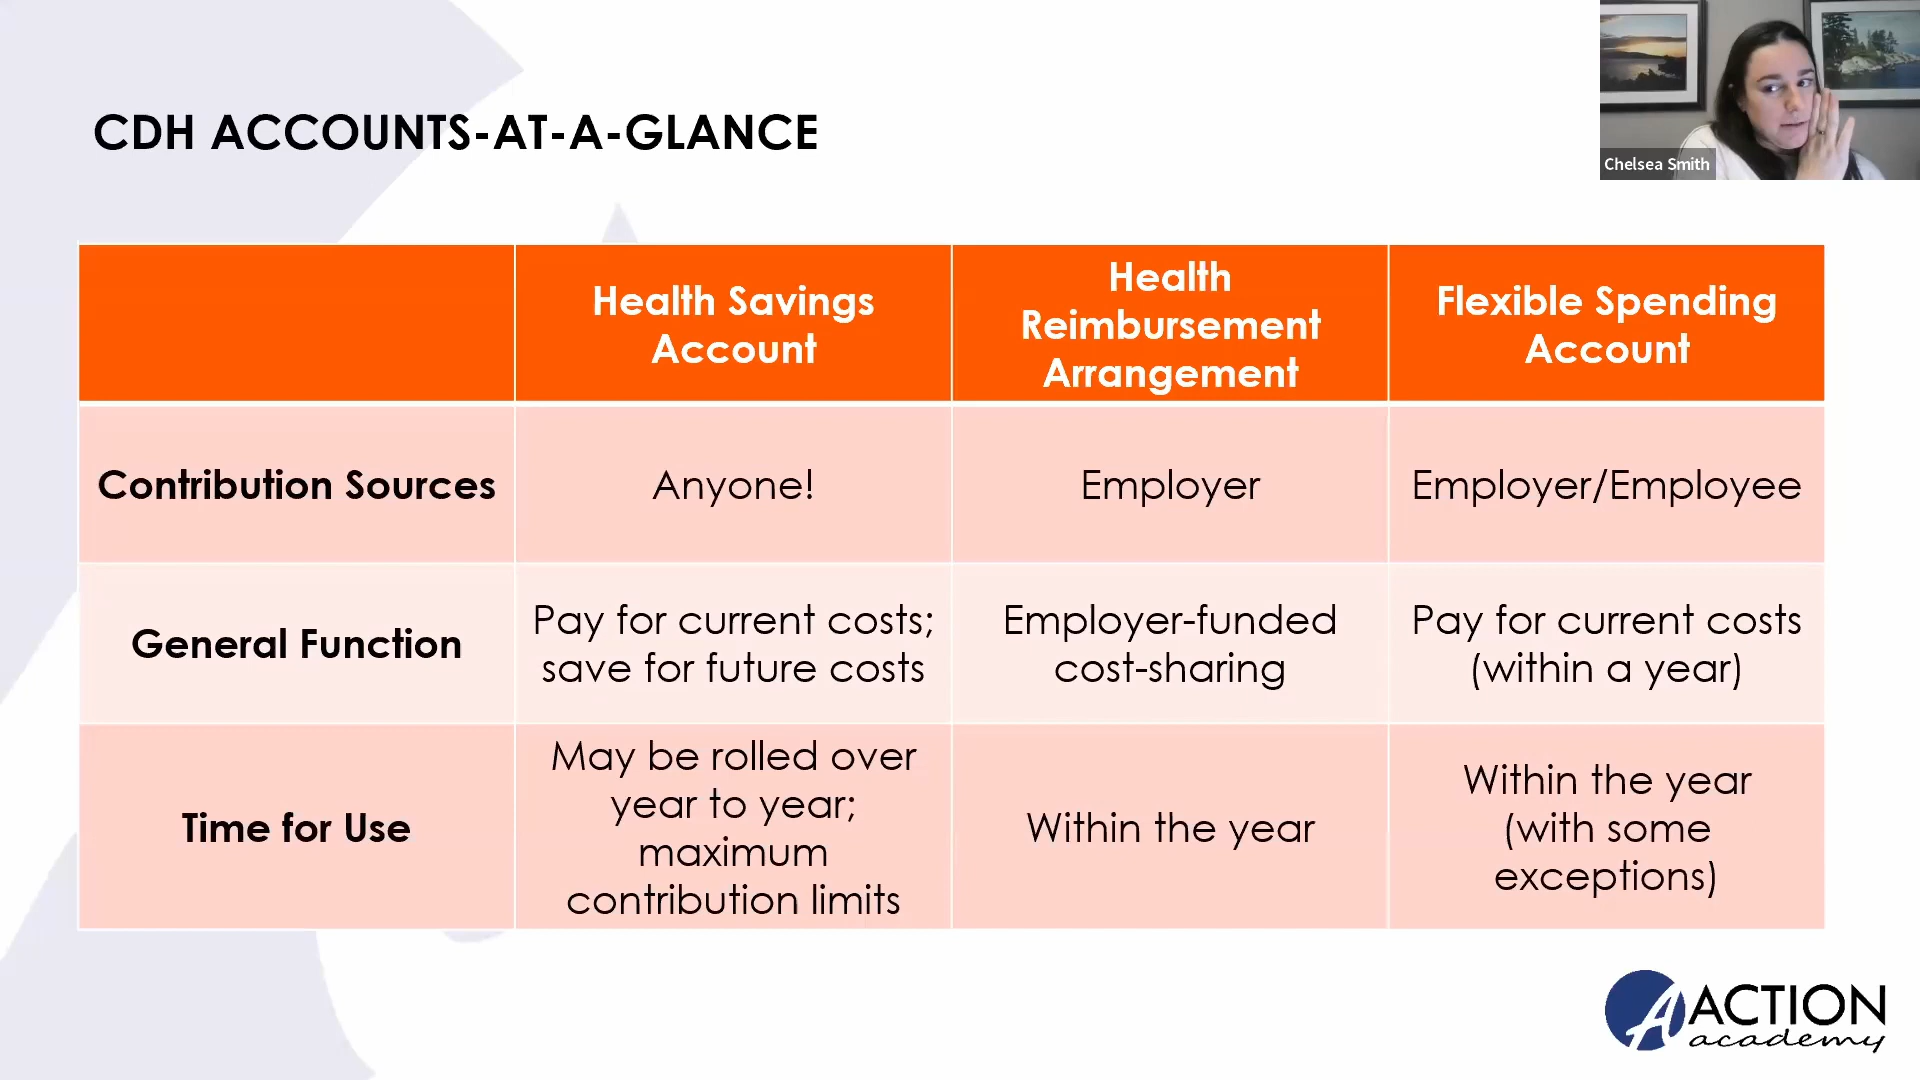 CDH ACCOUNTS-AT-A-GLANCE
Chelsea Smith
Health Savings
Account
Health
Reimbursement
Arrangement
Flexible Spending
Account
Contribution Sources
Anyone!
Employer
Employer/Employee
General Function
Pay for current costs;
save for future costs
Employer-funded
cost-sharing
Pay for current costs
(within a year)
Time for Use
May be rolled over
year to year;
maximum
contribution limits
Within the year
Within the year
(with some
exceptions)
A ACTION
academy